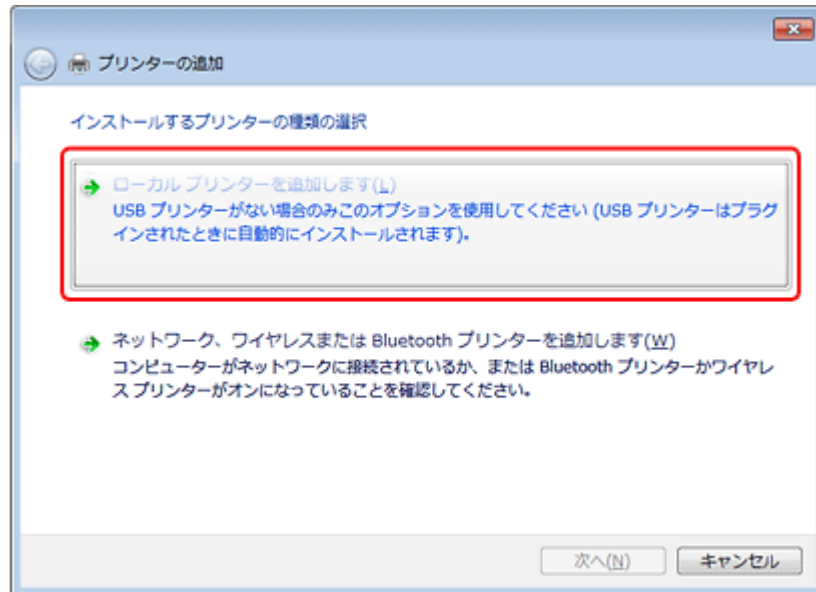 プリンターの追加
インストールするプリンターの種類の選択
ローカル プリンターを追加します(L)
USB プリンターがない場合のみこのオプションを使用してください (USB プリンターはプラグ
インされたときに自動的にインストールされます)。
ネットワーク、ワイヤレスまたは Bluetooth プリンターを追加します(W)
コンピューターがネットワークに接続されているか、または Bluetooth プリンターかワイヤレ
ス プリンターがオンになっていることを確認してください。
次へ(N)
キャンセル